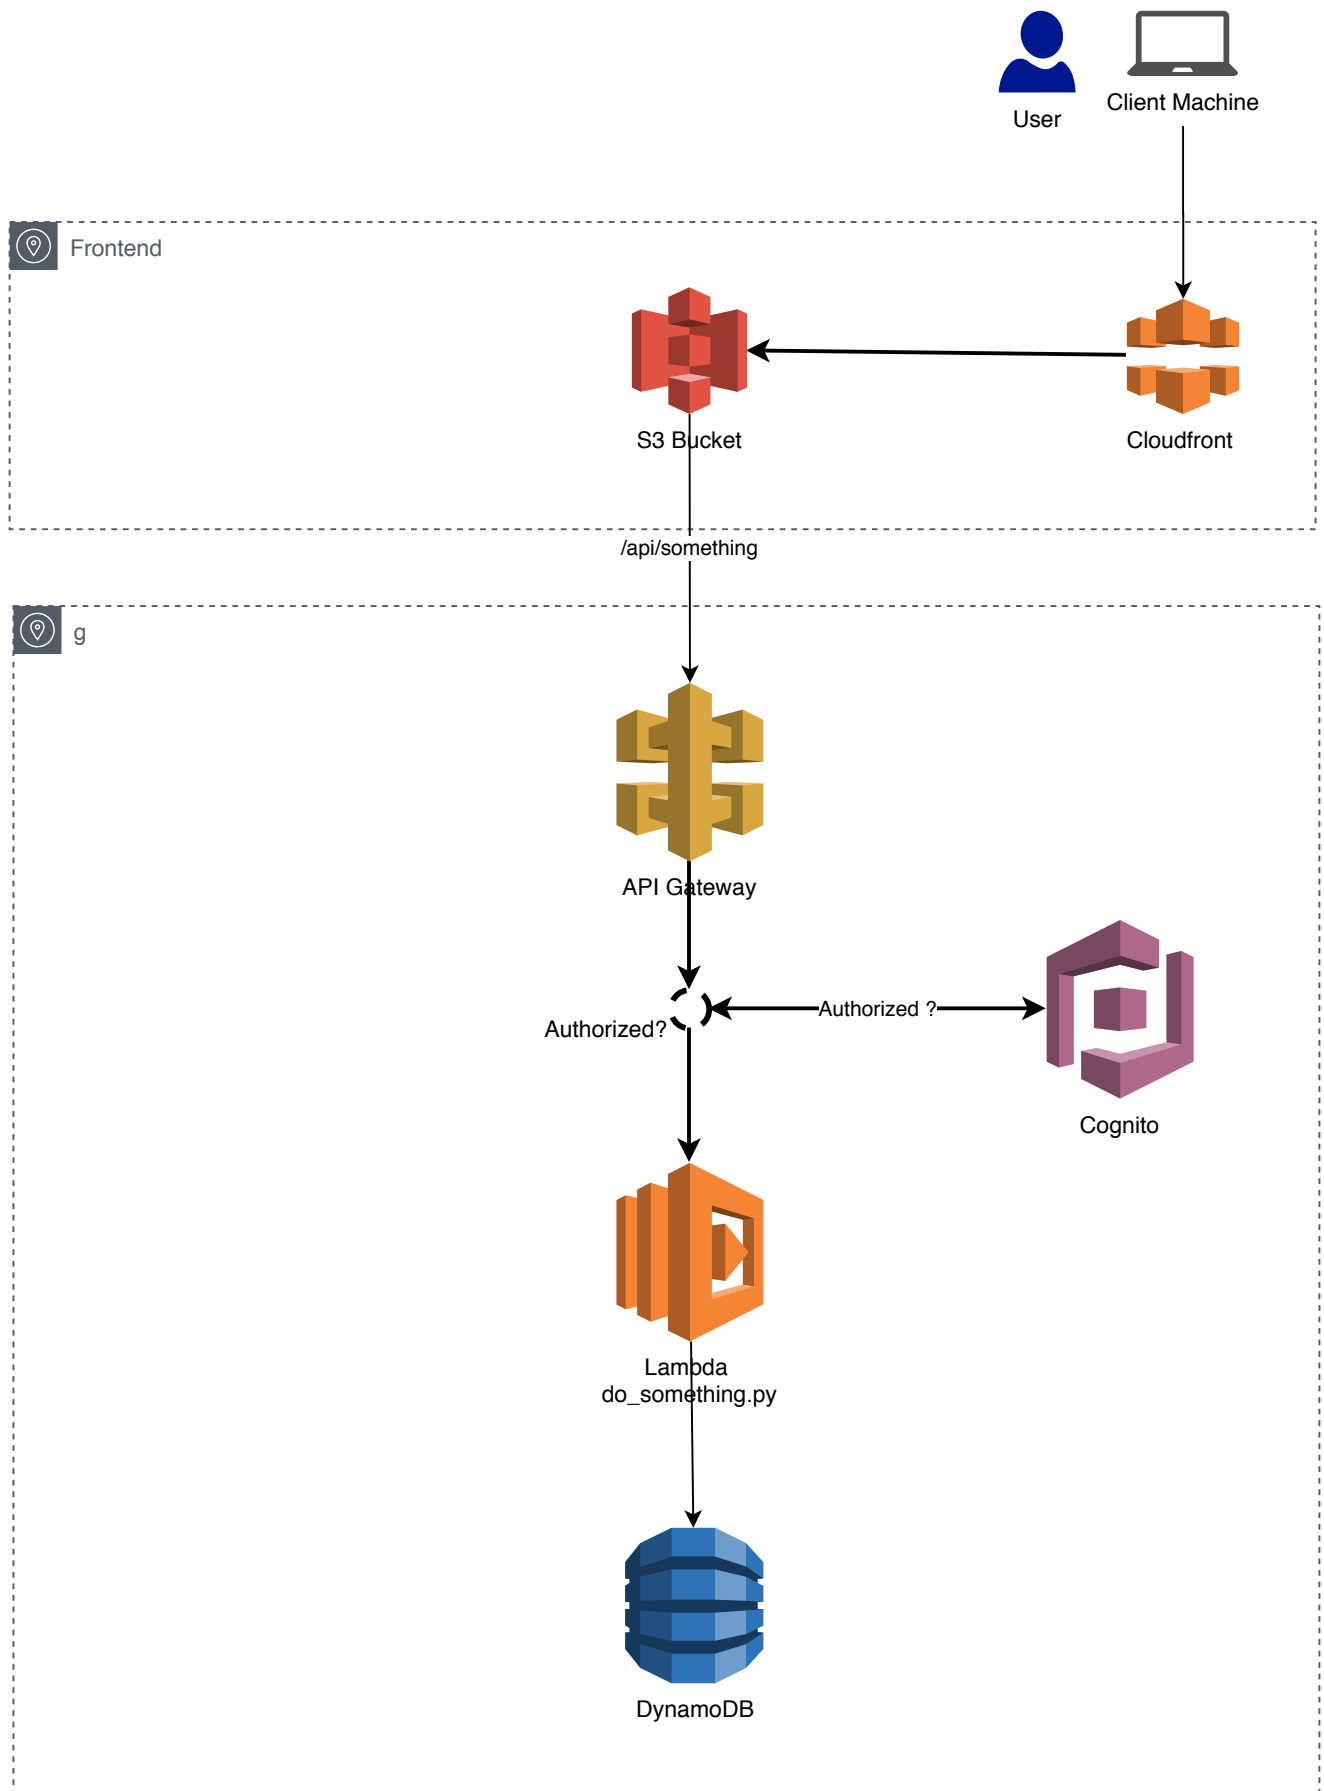 User
Client Machine
Frontend
S3 Bucket
Cloudfront
/api/something
g
API Gateway
Authorized?
Authorized ?
Cognito
Lambda
do_something.py
DynamoDB